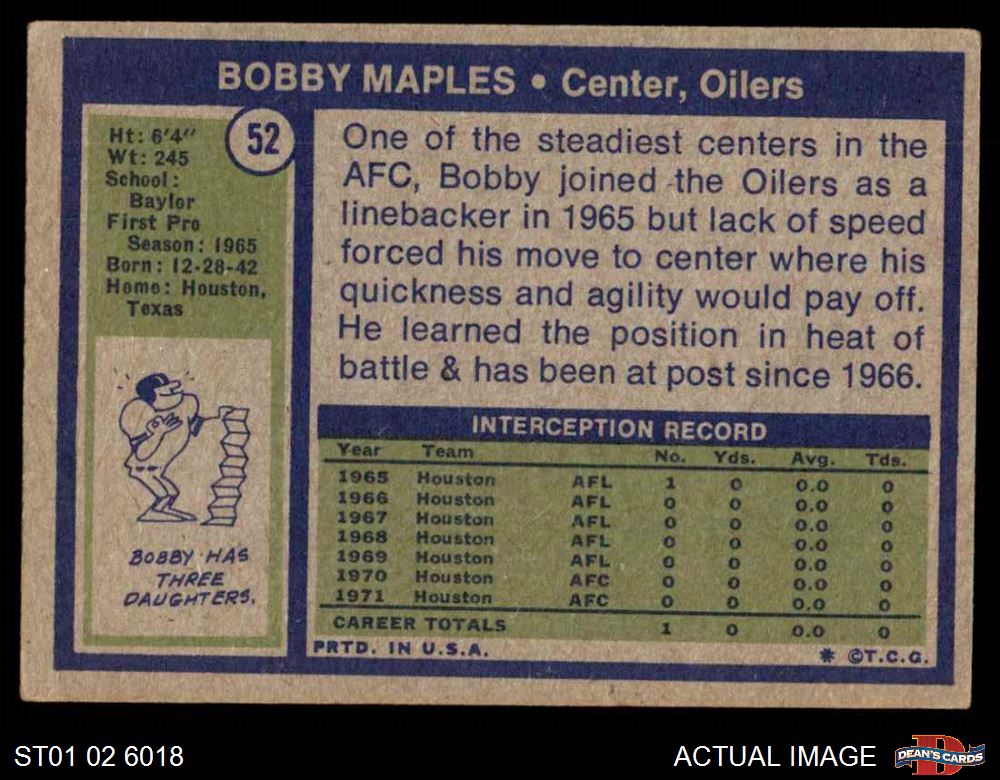 BOBBY MAPLES • Center, Oilers
52
Ht: 6'4"
Wt: 245
School:
Baylor
First Pro
Season: 1965
Born: 12-28-42
Home: Houston,
Texas
One of the steadiest centers in the
AFC, Bobby joined the Oilers as a
linebacker in 1965 but lack of speed
forced his move to center where his
quickness and agility would pay off.
He learned the position in heat of
battle & has been at post since 1966.
BOBBY HAS
THREE
DAUGHTERS.
INTERCEPTION RECORD
Year Team No. Yds. Avg. Tds.
1965 Houston AFL 1 0 0.0 0
1966 Houston AFL 0 0 0.0 0
1967 Houston AFL 0 0 0.0 0
1968 Houston AFL 0 0 0.0 0
1969 Houston AFL 0 0 0.0 0
1970 Houston AFC 0 0 0.0 0
1971 Houston AFC 0 0 0.0 0
CAREER TOTALS 1 0 0.0 0
PRTD. IN U.S.A. * ©T.C.G.
ST01 02 6018 ACTUAL IMAGE DEAN'S CARDS